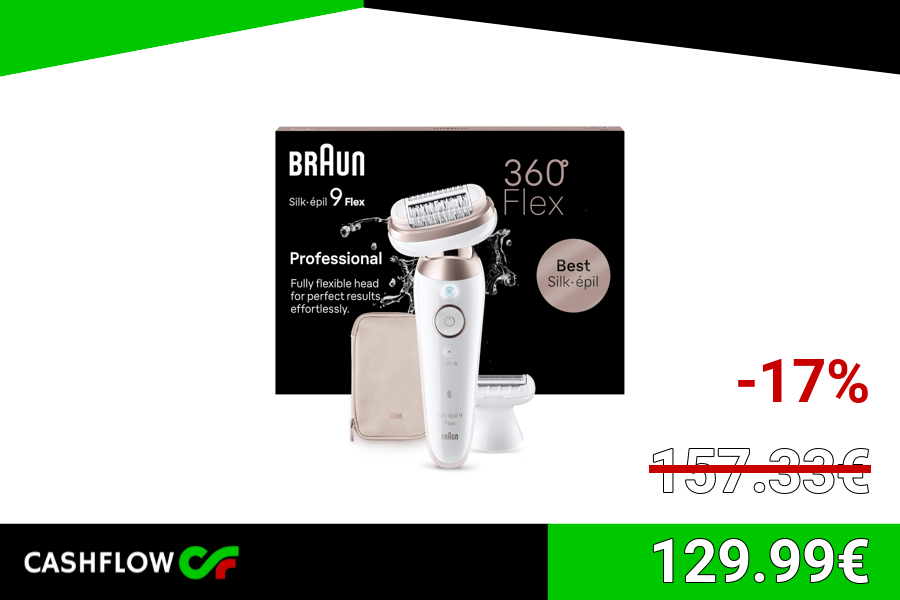 BRAUN
Silk·épil 9 Flex
360°
Flex
Professional
Fully flexible head
for perfect results,
effortlessly.
Best
Silk·épil
BRAUN
-17%
157.33€
CASHFLOW
129.99€